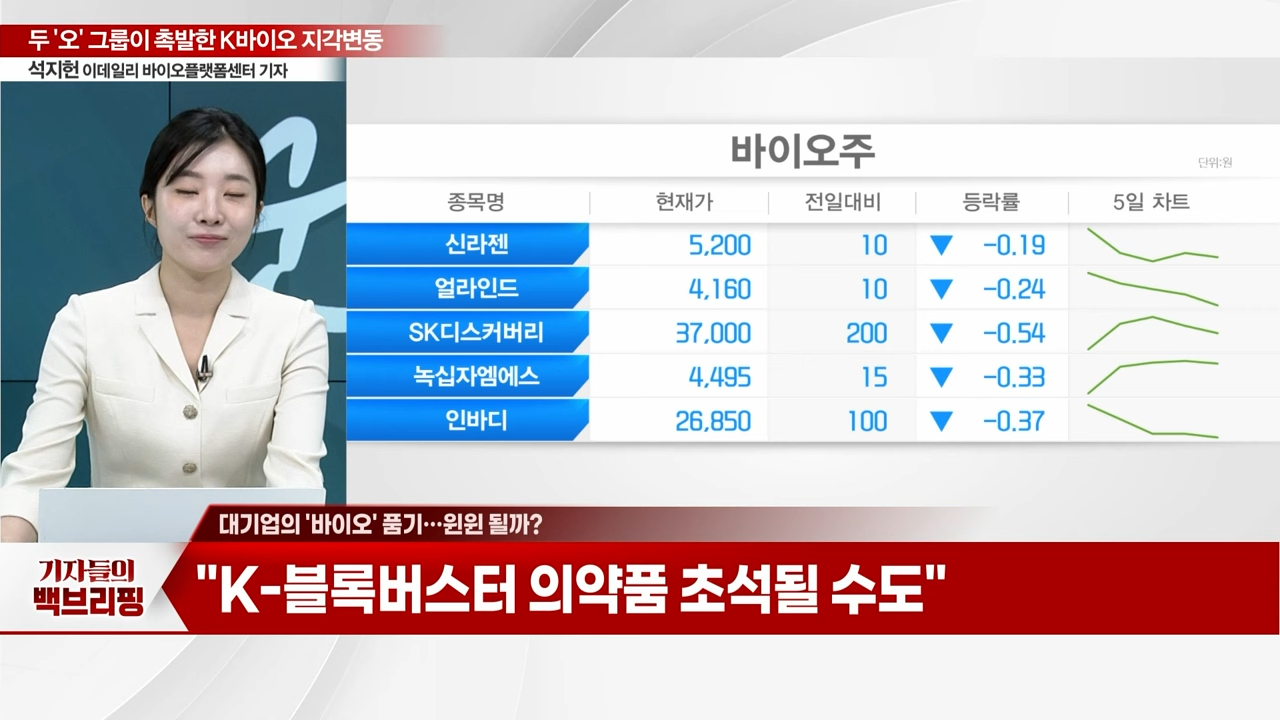 두 '오' 그룹이 촉발한 K바이오 지각변동
석지헌 이데일리 바이오플랫폼센터 기자
바이오주
단위:원
종목명 현재가 전일대비 등락률 5일 차트
신라젠 5,200 10 ▼ -0.19
얼라인드 4,160 10 ▼ -0.24
SK디스커버리 37,000 200 ▼ -0.54
녹십자엠에스 4,495 15 ▼ -0.33
인바디 26,850 100 ▼ -0.37
대기업의 '바이오' 품기…윈윈 될까?
기자들의
백브리핑
"K-블록버스터 의약품 초석될 수도"